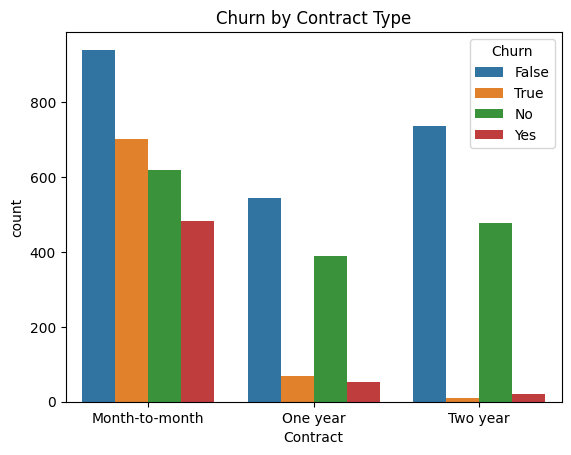 Churn by Contract Type
Churn
False
True
No
Yes
800
600
400
200
0
count
Month-to-month
One year
Two year
Contract